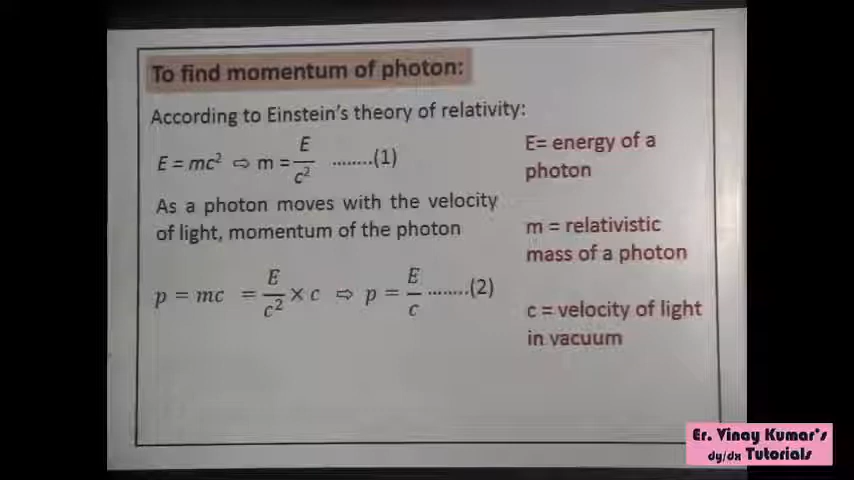 To find momentum of photon:
According to Einstein's theory of relativity:
E = mc² ⇨ m = E/c² ........(1)
As a photon moves with the velocity
of light, momentum of the photon
p = mc = E/c² × c ⇨ p = E/c ........(2)
E= energy of a
photon
m = relativistic
mass of a photon
c = velocity of light
in vacuum
Er. Vinay Kumar's
dy/dx Tutorials